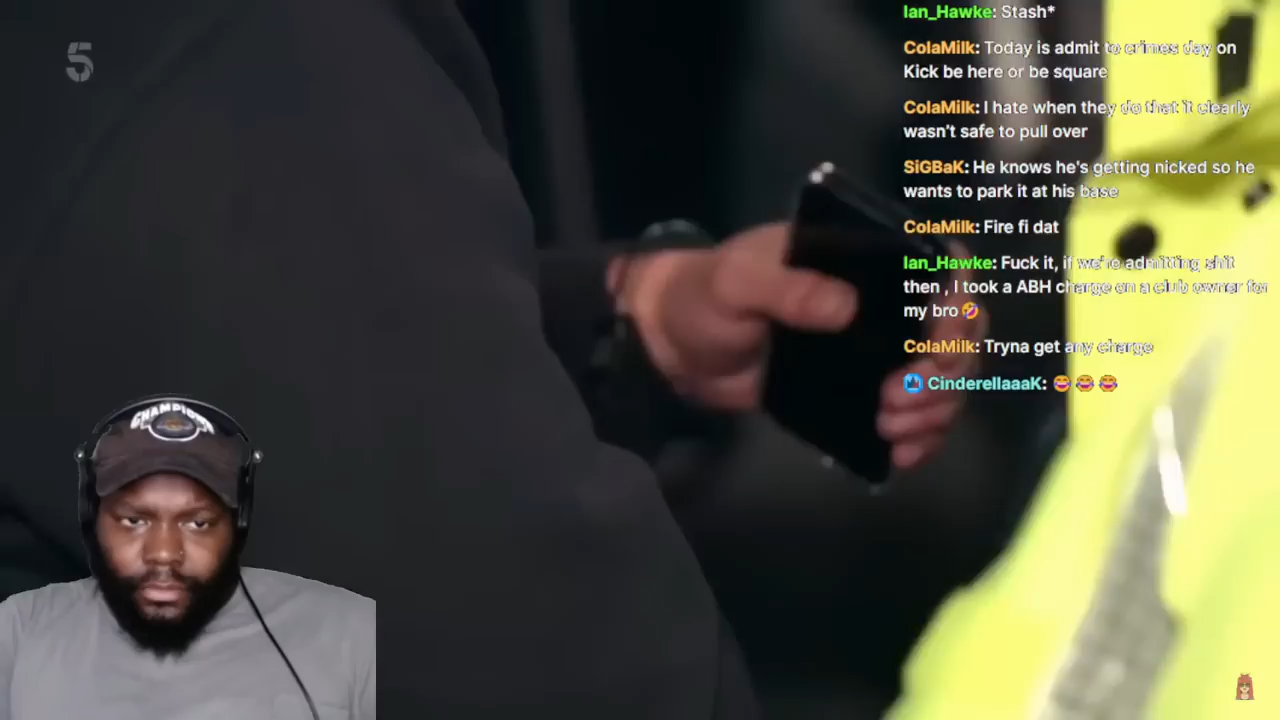 5
Ian_Hawke: Stash*
ColaMilk: Today is admit to crimes day on
Kick be here or be square
ColaMilk: I hate when they do that it clearly
wasn't safe to pull over
SiGBaK: He knows he's getting nicked so he
wants to park it at his base
ColaMilk: Fire fi dat
Ian_Hawke: Fuck it, if we're admitting shit
then , I took a ABH charge on a club owner for
my bro 🤣
ColaMilk: Tryna get any charge
CinderellaaaK: 😂 😂 😂
CHAMPIONS